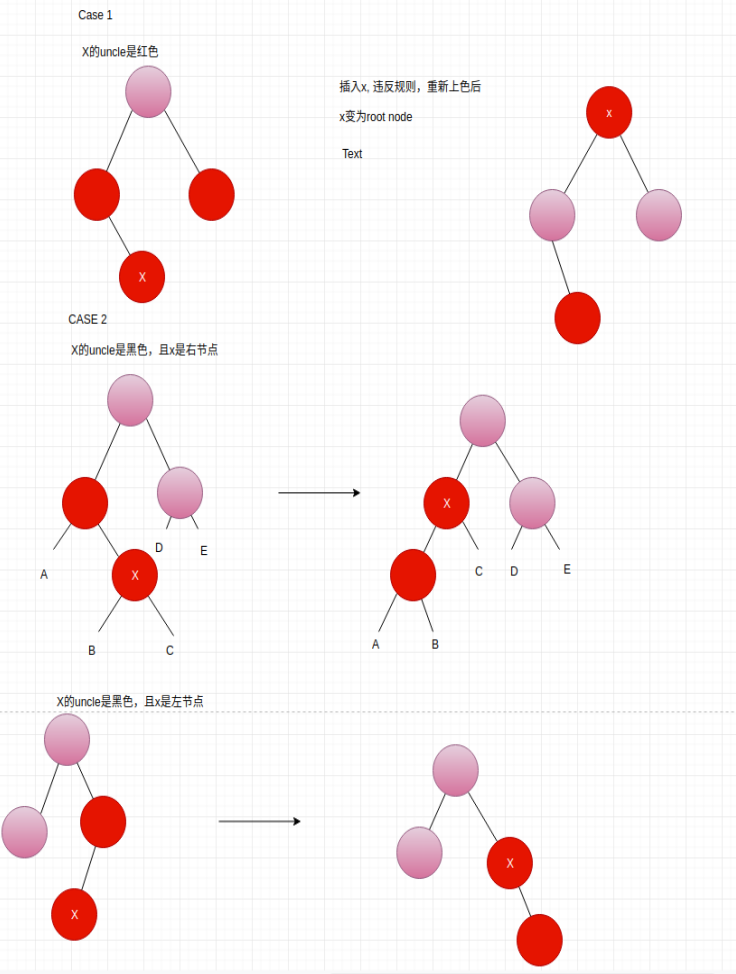 Case 1
X的uncle是红色
插入x, 违反规则，重新上色后
x变为root node
Text
x
X
CASE 2
X的uncle是黑色，且x是右节点
X
X
A
D
E
B
C
C
D
E
A
B
X的uncle是黑色，且x是左节点
X
X